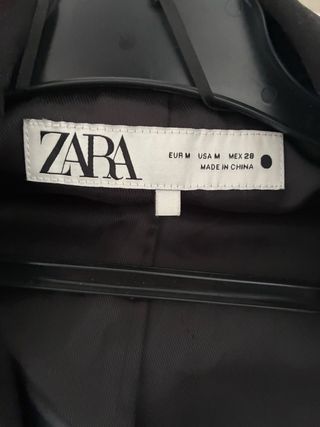 ZARA
EUR M USA M MEX 28
MADE IN CHINA